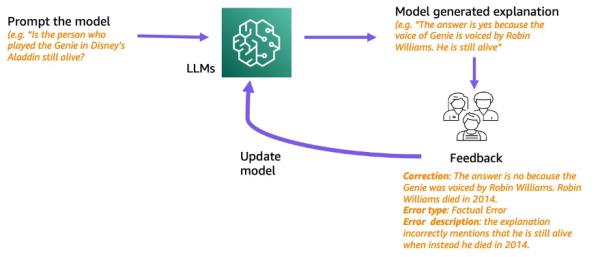 Prompt the model
(e.g. "Is the person who
played the Genie in Disney's
Aladdin still alive?
LLMs
Model generated explanation
(e.g. "The answer is yes because the
voice of Genie is voiced by Robin
Williams. He is still alive"
Feedback
Update
model
Correction: The answer is no because the
Genie was voiced by Robin Williams. Robin
Williams died in 2014.
Error type: Factual Error
Error description: the explanation
incorrectly mentions that he is still alive
when instead he died in 2014.